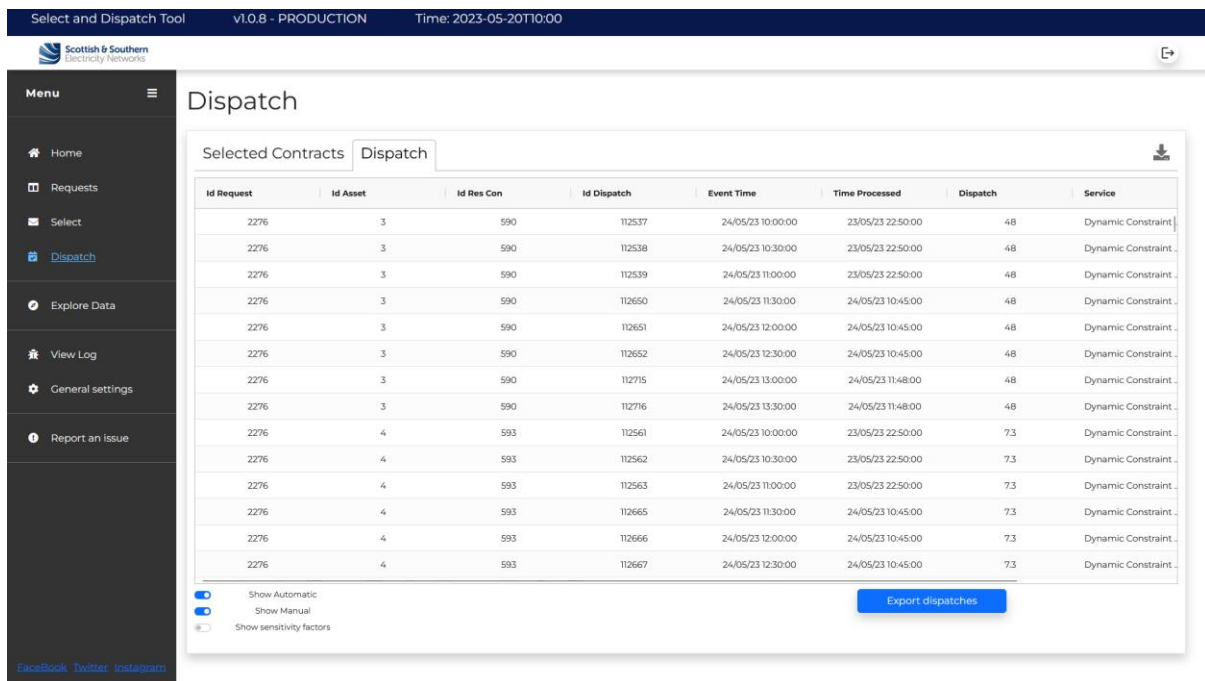 Select and Dispatch Tool v1.0.8 - PRODUCTION Time: 2023-05-20T10:00
Scottish & Southern
Electricity Networks
Menu
Home
Requests
Select
Dispatch
Explore Data
View Log
General settings
Report an issue
FaceBook Twitter Instagram
Dispatch
Selected Contracts Dispatch
Id Request Id Asset Id Res Con Id Dispatch Event Time Time Processed Dispatch Service
2276 3 590 112537 24/05/23 10:00:00 23/05/23 22:50:00 48 Dynamic Constraint
2276 3 590 112538 24/05/23 10:30:00 23/05/23 22:50:00 48 Dynamic Constraint ..
2276 3 590 112539 24/05/23 11:00:00 23/05/23 22:50:00 48 Dynamic Constraint ..
2276 3 590 112650 24/05/23 11:30:00 24/05/23 10:45:00 48 Dynamic Constraint ..
2276 3 590 112651 24/05/23 12:00:00 24/05/23 10:45:00 48 Dynamic Constraint ..
2276 3 590 112652 24/05/23 12:30:00 24/05/23 10:45:00 48 Dynamic Constraint ..
2276 3 590 112715 24/05/23 13:00:00 24/05/23 11:48:00 48 Dynamic Constraint ..
2276 3 590 112716 24/05/23 13:30:00 24/05/23 11:48:00 48 Dynamic Constraint ..
2276 4 593 112561 24/05/23 10:00:00 23/05/23 22:50:00 7.3 Dynamic Constraint ..
2276 4 593 112562 24/05/23 10:30:00 23/05/23 22:50:00 7.3 Dynamic Constraint ..
2276 4 593 112563 24/05/23 11:00:00 23/05/23 22:50:00 7.3 Dynamic Constraint ..
2276 4 593 112665 24/05/23 11:30:00 24/05/23 10:45:00 7.3 Dynamic Constraint ..
2276 4 593 112666 24/05/23 12:00:00 24/05/23 10:45:00 7.3 Dynamic Constraint ..
2276 4 593 112667 24/05/23 12:30:00 24/05/23 10:45:00 7.3 Dynamic Constraint ..
Show Automatic
Show Manual
Show sensitivity factors
Export dispatches